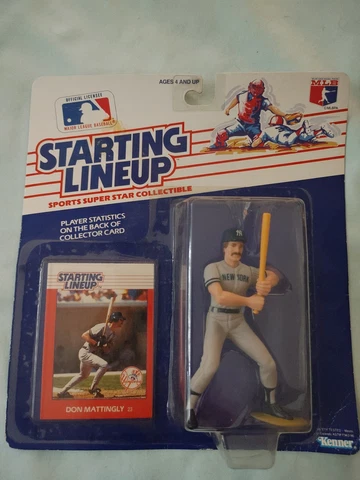 AGES 4 AND UP
OFFICIAL LICENSEE
MAJOR LEAGUE BASEBALL
MLB
STARTING
LINEUP
SPORTS SUPER STAR COLLECTIBLE
PLAYER STATISTICS
ON THE BACK OF
COLLECTOR CARD
STARTING
LINEUP
DON MATTINGLY
NEW YORK
Kenner